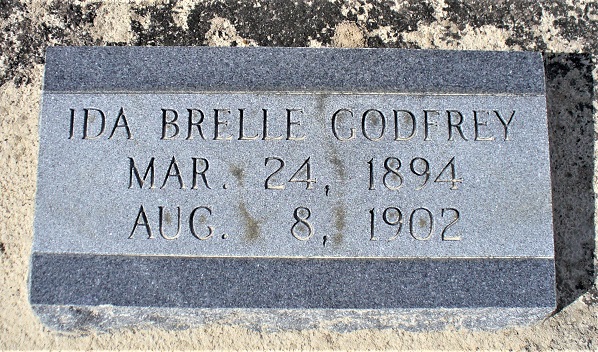 IDA BRELLE GODFREY
MAR. 24, 1894
AUG. 8, 1902